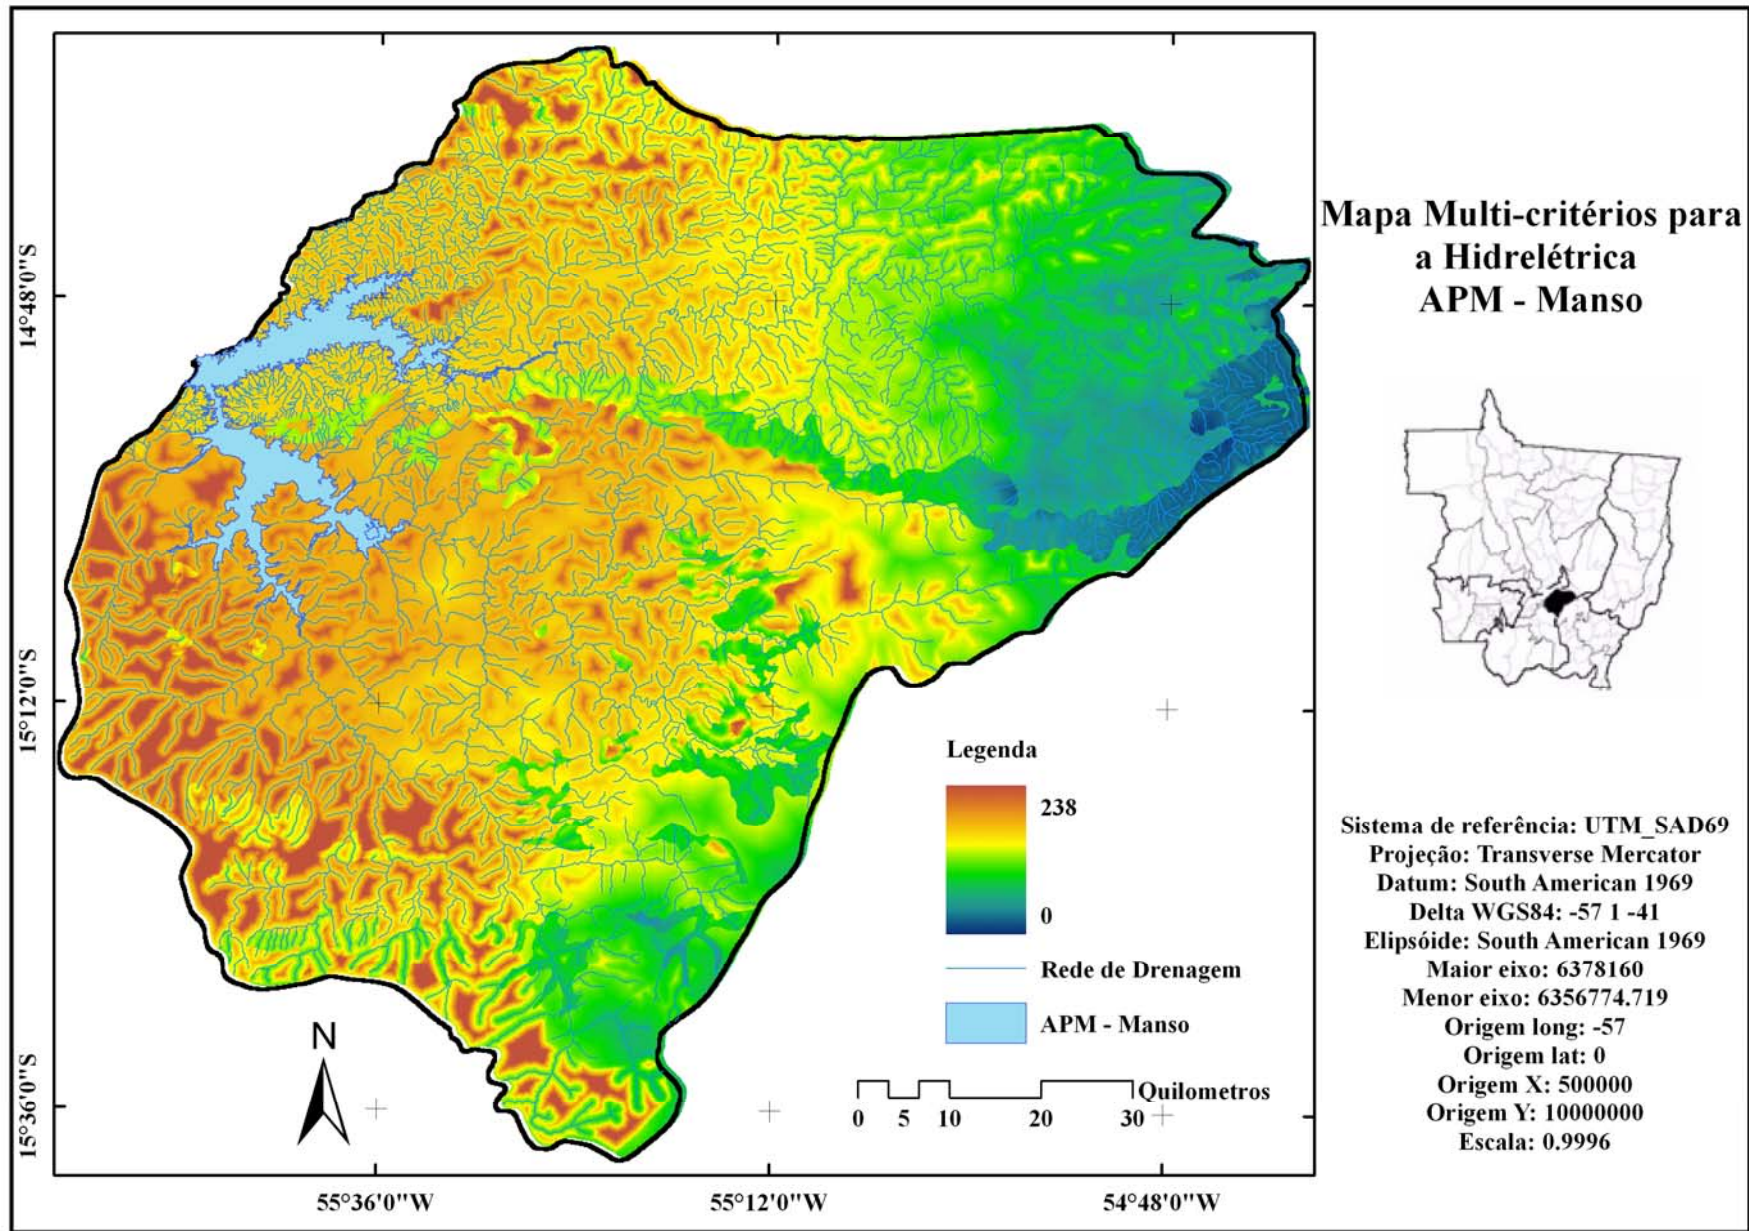 Mapa Multi-critérios para
a Hidrelétrica
APM - Manso
14°48'0"S
15°12'0"S
15°36'0"S
55°36'0"W
55°12'0"W
54°48'0"W
Legenda
238
0
Rede de Drenagem
APM - Manso
N
Quilometros
0 5 10 20 30
Sistema de referência: UTM_SAD69
Projeção: Transverse Mercator
Datum: South American 1969
Delta WGS84: -57 1 -41
Elipsóide: South American 1969
Maior eixo: 6378160
Menor eixo: 6356774.719
Origem long: -57
Origem lat: 0
Origem X: 500000
Origem Y: 10000000
Escala: 0.9996